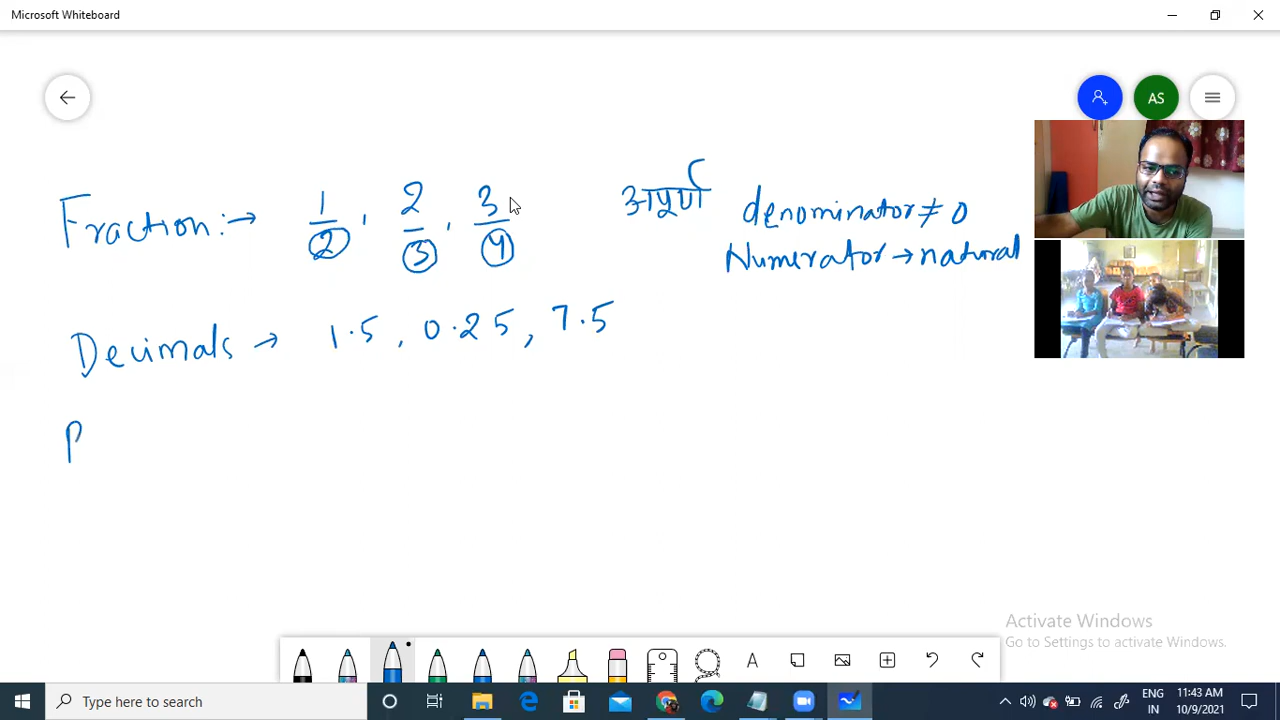 Microsoft Whiteboard
AS
Fraction:→ 1/2, 2/3, 3/4
अपूर्ण
denominator ≠ 0
Numerator → natural
Decimals → 1.5, 0.25, 7.5
P
Activate Windows
Go to Settings to activate Windows.
A
Type here to search
ENG
IN
11:43 AM
10/9/2021